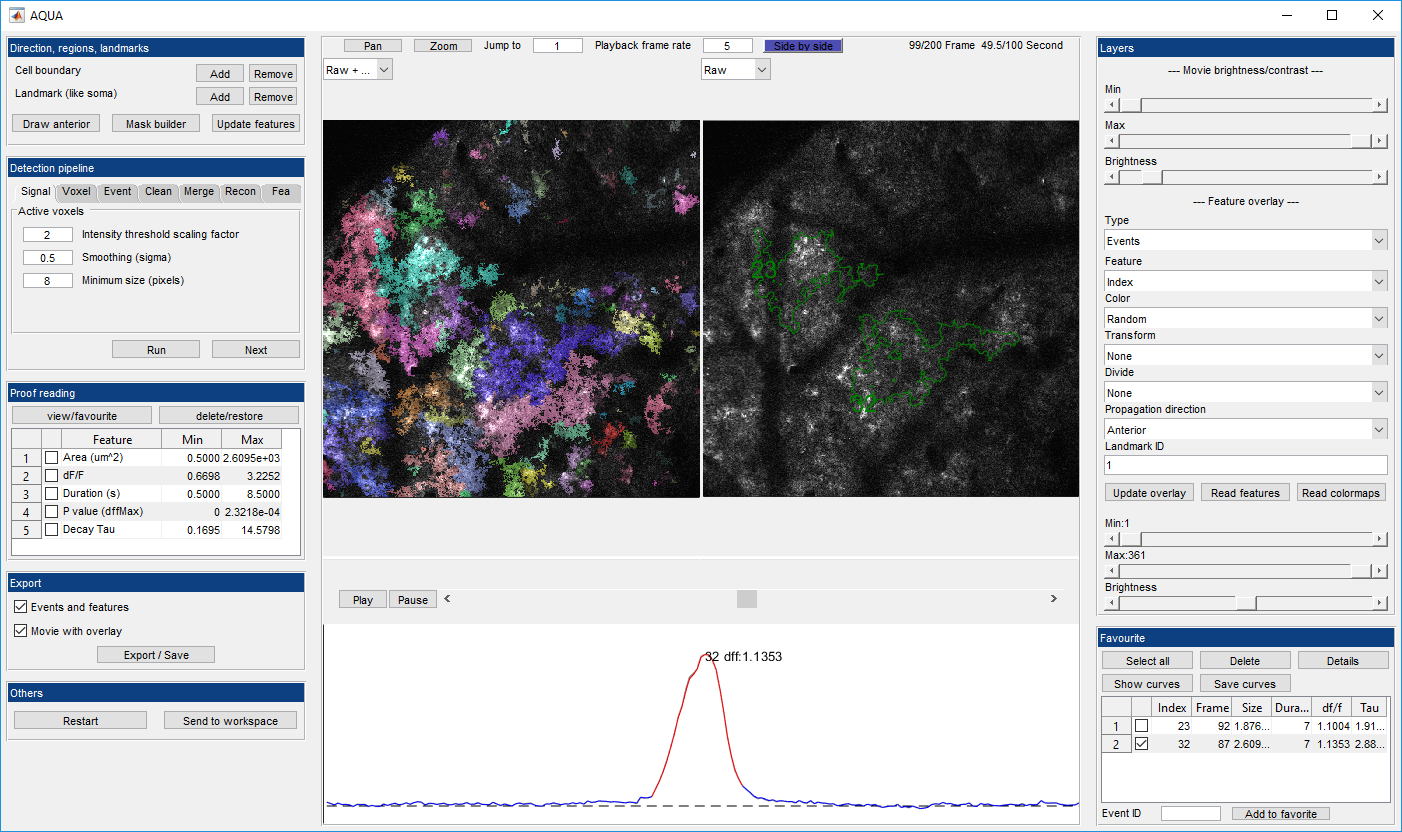 AQUA
Direction, regions, landmarks
Cell boundary Add Remove
Landmark (like soma) Add Remove
Draw anterior Mask builder Update features
Detection pipeline
Signal Voxel Event Clean Merge Recon Fea
Active voxels
2 Intensity threshold scaling factor
0.5 Smoothing (sigma)
8 Minimum size (pixels)
Run Next
Proof reading
view/favourite delete/restore
Feature Min Max
1 Area (um^2) 0.5000 2.6095e+03
2 dF/F 0.6698 3.2252
3 Duration (s) 0.5000 8.5000
4 P value (dffMax) 0 2.3218e-04
5 Decay Tau 0.1695 14.5798
Export
Events and features
Movie with overlay
Export / Save
Others
Restart Send to workspace
Pan Zoom Jump to 1 Playback frame rate 5 Side by side 99/200 Frame 49.5/100 Second
Raw + ... Raw
23
32
Play Pause
32 dff:1.1353
Layers
--- Movie brightness/contrast ---
Min
Max
Brightness
--- Feature overlay ---
Type
Events
Feature
Index
Color
Random
Transform
None
Divide
None
Propagation direction
Anterior
Landmark ID
1
Update overlay Read features Read colormaps
Min:1
Max:361
Brightness
Favourite
Select all Delete Details
Show curves Save curves
Index Frame Size Dura... df/f Tau
1 23 92 1.876... 7 1.1004 1.91...
2 32 87 2.609... 7 1.1353 2.88...
Event ID Add to favorite